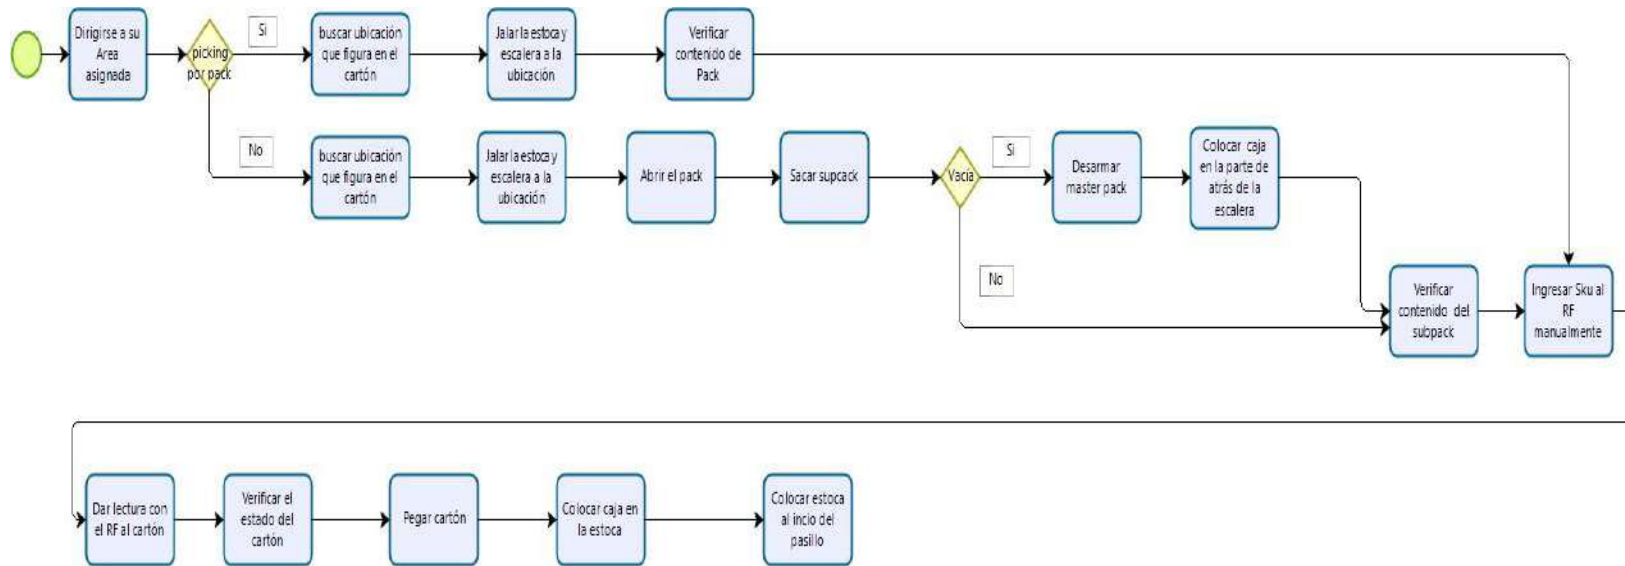 Dirigirse a su
Area
asignada
picking
por pack
Si
buscar ubicación
que figura en el
cartón
Jalar la estoca y
escalera a la
ubicación
Verificar
contenido de
Pack
No
buscar ubicación
que figura en el
cartón
Jalar la estoca y
escalera a la
ubicación
Abrir el pack
Sacar supcack
Vacía
Si
Desarmar
master pack
Colocar caja
en la parte de
atrás de la
escalera
No
Verificar
contenido del
subpack
Ingresar Sku al
RF
manualmente
Dar lectura con
el RF al cartón
Verificar el
estado del
cartón
Pegar cartón
Colocar caja en
la estoca
Colocar estoca
al incio del
pasillo